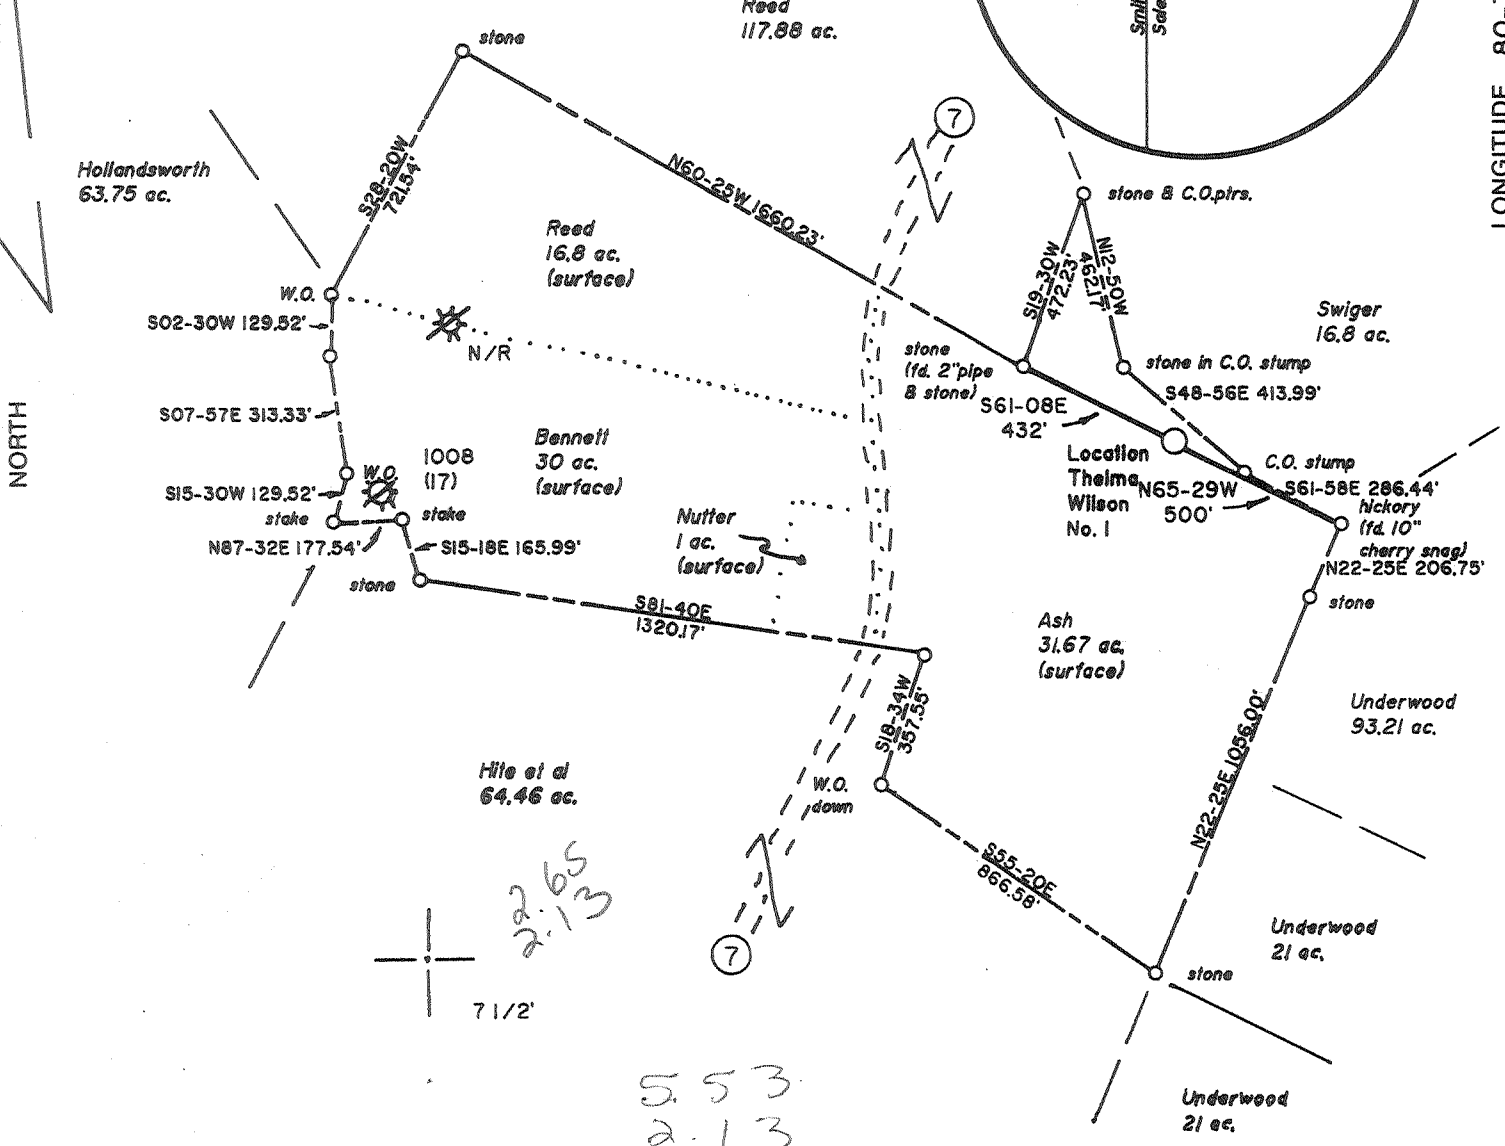 Reed
117.88 ac.
stone
7
Hollandsworth
63.75 ac.
S28-20W
721.54'
N60-25W 1660.23'
stone & C.O.ptrs.
Reed
16.8 ac.
(surface)
S19-30W
472.23'
N12-50W
462.17'
W.O.
S02-30W 129.52'
N/R
Swiger
16.8 ac.
stone
(fd. 2"pipe
& stone)
stone in C.O. stump
S48-56E 413.99'
S61-08E
432'
NORTH
S07-57E 313.33'
Bennett
30 ac.
(surface)
1008
(17)
W.O.
S15-30W 129.52'
Location
Thelma
Wilson
No. 1
N65-29W
500'
C.O. stump
S61-58E 286.44'
hickory
(fd. 10"
cherry snag)
N22-25E 206.75'
stake
stake
N87-32E 177.54'
S15-18E 165.99'
Nutter
1 ac.
(surface)
stone
stone
S81-40E
1320.17'
Ash
31.67 ac.
(surface)
S18-34W
357.55'
Underwood
93.21 ac.
N22-25E 1056.00'
Hite et al
64.46 ac.
W.O.
down
S55-20E
866.58'
2.65
2.13
7
Underwood
21 ac.
stone
7 1/2'
5.53
2.13
Underwood
21 ac.
LONGITUDE 80-